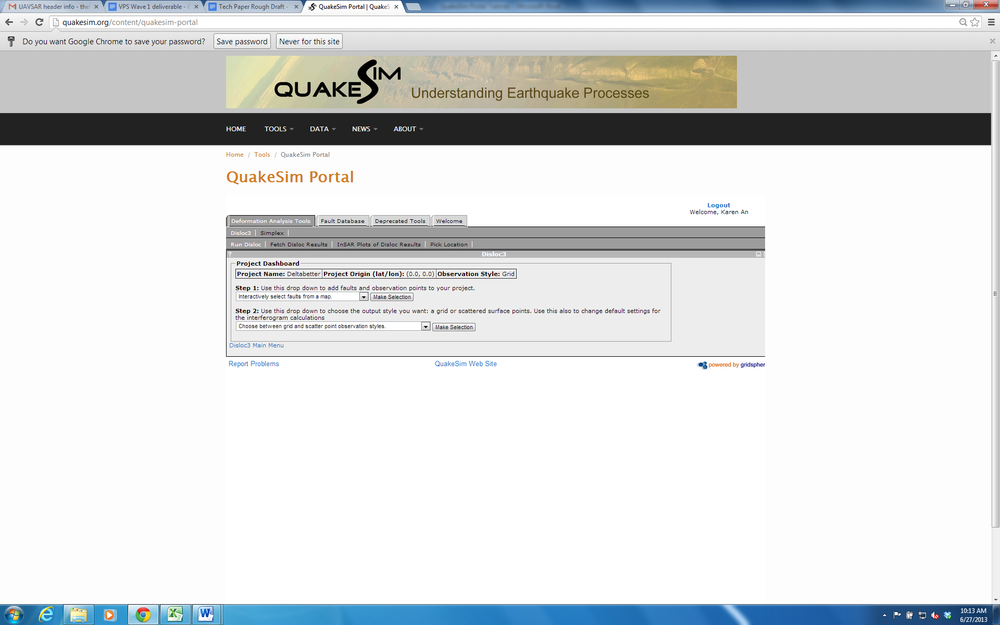 UAVSAR header info - the
VPS Wave 1 deliverable -
Tech Paper Rough Draft -
QuakeSim Portal | QuakeS
quakesim.org/content/quakesim-portal
Do you want Google Chrome to save your password? Save password Never for this site
QUAKESIM
Understanding Earthquake Processes
HOME TOOLS DATA NEWS ABOUT
Home / Tools / QuakeSim Portal
QuakeSim Portal
Logout
Welcome, Karen An
Deformation Analysis Tools Fault Database Deprecated Tools Welcome
Disloc3 Simplex
Run Disloc Fetch Disloc Results InSAR Plots of Disloc Results Pick Location
? Disloc3
Project Dashboard
Project Name: Deltabetter Project Origin (lat/lon): (0.0, 0.0) Observation Style: Grid
Step 1: Use this drop down to add faults and observation points to your project.
Interactively select faults from a map. Make Selection
Step 2: Use this drop down to choose the output style you want: a grid or scattered surface points. Use this also to change default settings for
the interferogram calculations
Choose between grid and scatter point observation styles. Make Selection
Disloc3 Main Menu
Report Problems QuakeSim Web Site powered by gridspher
10:13 AM
6/27/2013